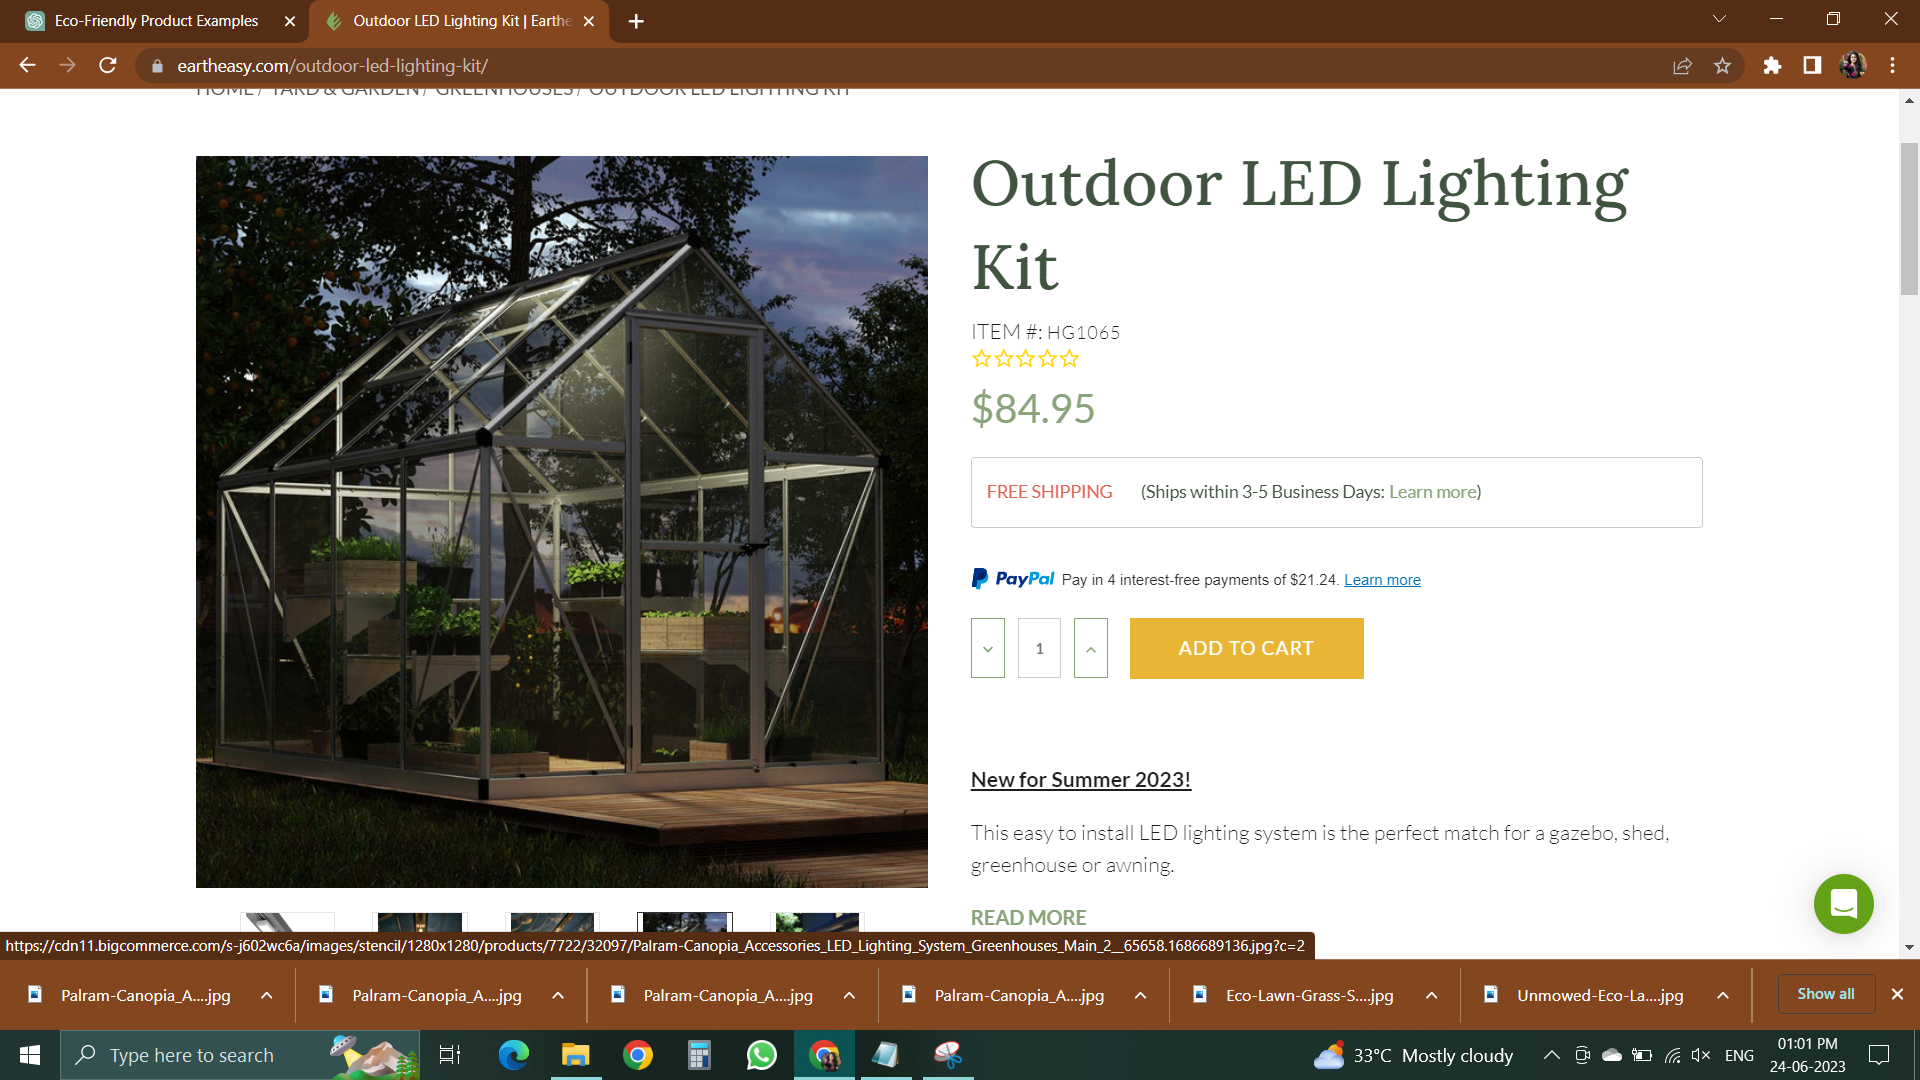 Eco-Friendly Product Examples
Outdoor LED Lighting Kit | Earthe
eartheasy.com/outdoor-led-lighting-kit/
HOME / YARD & GARDEN / GREENHOUSES / OUTDOOR LED LIGHTING KIT
Outdoor LED Lighting
Kit
ITEM #: HG1065
$84.95
FREE SHIPPING (Ships within 3-5 Business Days: Learn more)
PayPal Pay in 4 interest-free payments of $21.24. Learn more
1
ADD TO CART
New for Summer 2023!
This easy to install LED lighting system is the perfect match for a gazebo, shed,
greenhouse or awning.
READ MORE
https://cdn11.bigcommerce.com/s-j602wc6a/images/stencil/1280x1280/products/7722/32097/Palram-Canopia_Accessories_LED_Lighting_System_Greenhouses_Main_2__65658.1686689136.jpg?c=2
Palram-Canopia_A....jpg
Palram-Canopia_A....jpg
Palram-Canopia_A....jpg
Palram-Canopia_A....jpg
Eco-Lawn-Grass-S....jpg
Unmowed-Eco-La....jpg
Show all
Type here to search
33°C Mostly cloudy
ENG
01:01 PM
24-06-2023